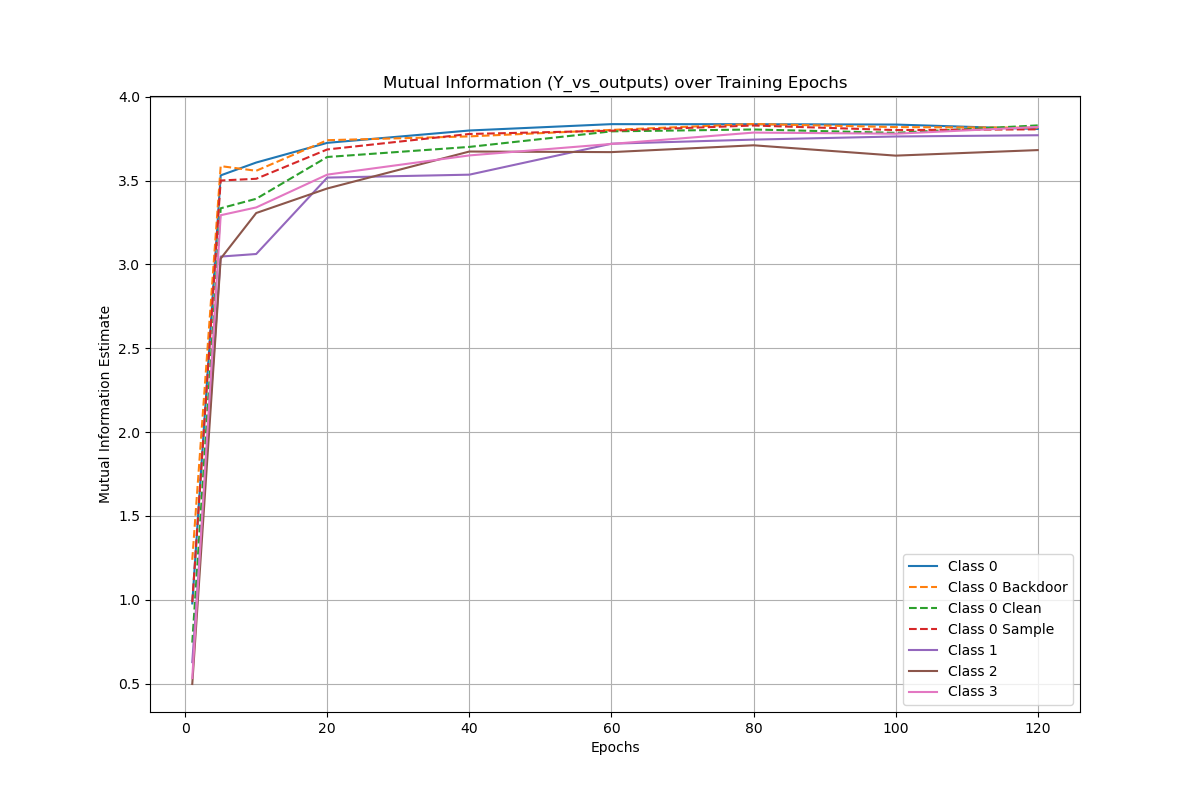 Mutual Information (Y_vs_outputs) over Training Epochs
4.0
3.5
3.0
2.5
2.0
1.5
1.0
0.5
Mutual Information Estimate
Class 0
Class 0 Backdoor
Class 0 Clean
Class 0 Sample
Class 1
Class 2
Class 3
0 20 40 60 80 100 120
Epochs